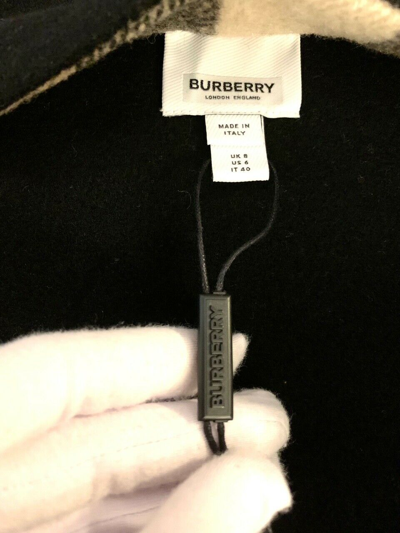 BURBERRY
LONDON ENGLAND
MADE IN
ITALY
UK 8
US 6
IT 40
BURBERRY